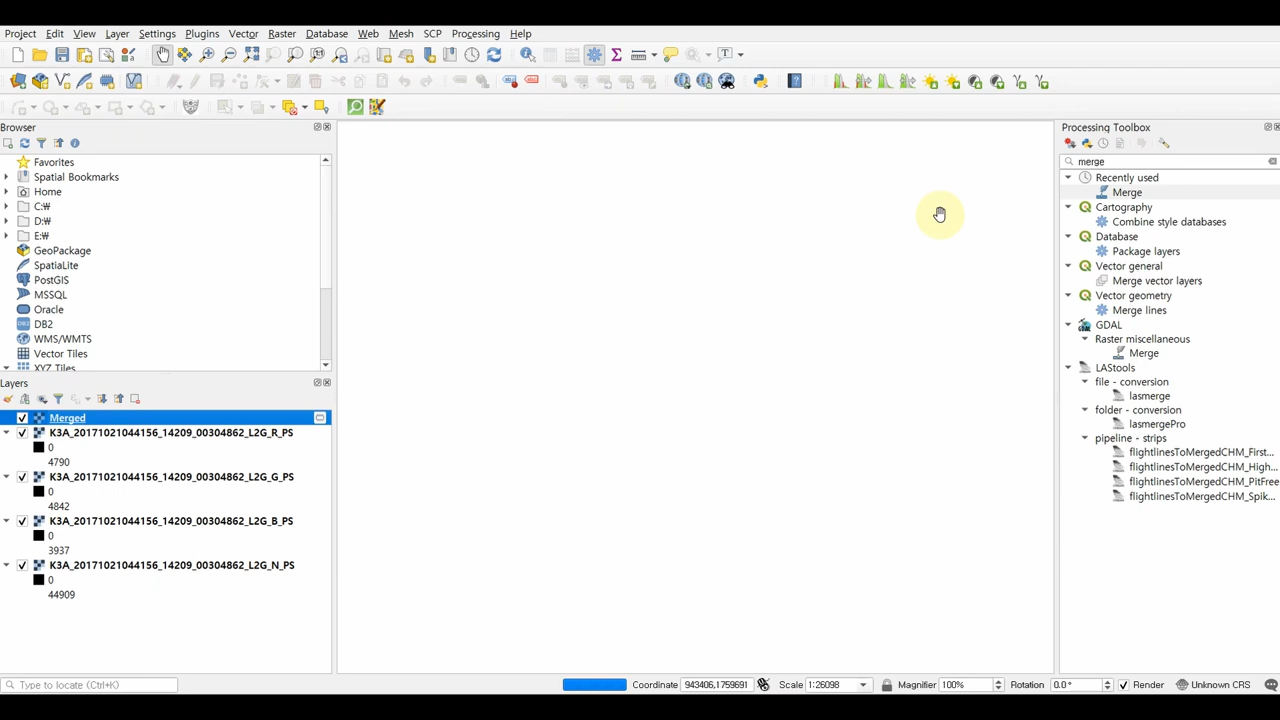 Project Edit View Layer Settings Plugins Vector Raster Database Web Mesh SCP Processing Help
Browser
Favorites
Spatial Bookmarks
Home
C:₩
D:₩
E:₩
GeoPackage
SpatiaLite
PostGIS
MSSQL
Oracle
DB2
WMS/WMTS
Vector Tiles
XYZ Tiles
Layers
Merged
K3A_20171021044156_14209_00304862_L2G_R_PS
0
4790
K3A_20171021044156_14209_00304862_L2G_G_PS
0
4842
K3A_20171021044156_14209_00304862_L2G_B_PS
0
3937
K3A_20171021044156_14209_00304862_L2G_N_PS
0
44909
Processing Toolbox
merge
Recently used
Merge
Cartography
Combine style databases
Database
Package layers
Vector general
Merge vector layers
Vector geometry
Merge lines
GDAL
Raster miscellaneous
Merge
LAStools
file - conversion
lasmerge
folder - conversion
lasmergePro
pipeline - strips
flightlinesToMergedCHM_First...
flightlinesToMergedCHM_High...
flightlinesToMergedCHM_PitFree
flightlinesToMergedCHM_Spik...
Type to locate (Ctrl+K) Coordinate 943406,1759691 Scale 1:26098 Magnifier 100% Rotation 0.0 ° Render Unknown CRS